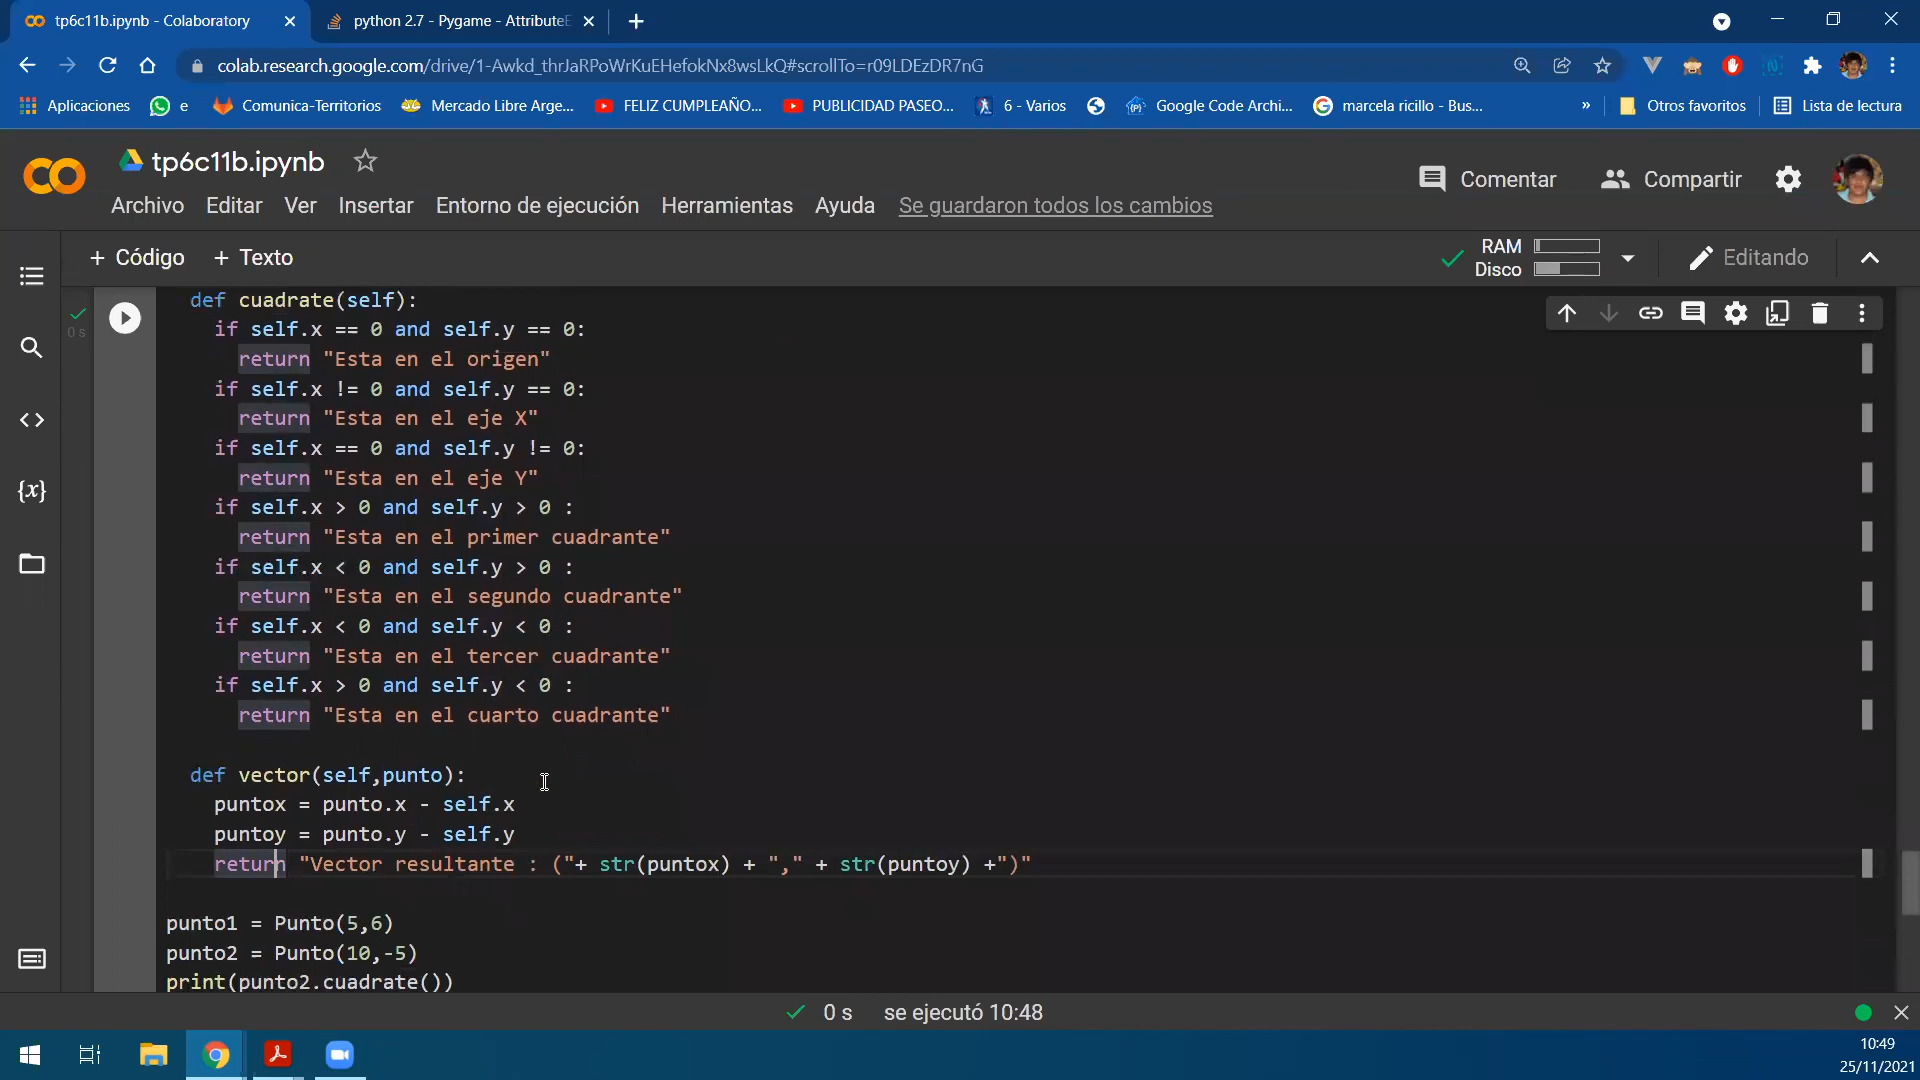 tp6c11b.ipynb - Colaboratory
python 2.7 - Pygame - AttributeE
colab.research.google.com/drive/1-Awkd_thrJaRPoWrKuEHefokNx8wsLkQ#scrollTo=r09LDEzDR7nG
Aplicaciones
e
Comunica-Territorios
Mercado Libre Arge...
FELIZ CUMPLEAÑO...
PUBLICIDAD PASEO...
6 - Varios
Google Code Archi...
marcela ricillo - Bus...
»
Otros favoritos
Lista de lectura
tp6c11b.ipynb
Comentar
Compartir
Archivo Editar Ver Insertar Entorno de ejecución Herramientas Ayuda Se guardaron todos los cambios
+ Código + Texto
RAM
Disco
Editando
0 s
def cuadrate(self):
if self.x == 0 and self.y == 0:
return "Esta en el origen"
if self.x != 0 and self.y == 0:
return "Esta en el eje X"
if self.x == 0 and self.y != 0:
return "Esta en el eje Y"
if self.x > 0 and self.y > 0 :
return "Esta en el primer cuadrante"
if self.x < 0 and self.y > 0 :
return "Esta en el segundo cuadrante"
if self.x < 0 and self.y < 0 :
return "Esta en el tercer cuadrante"
if self.x > 0 and self.y < 0 :
return "Esta en el cuarto cuadrante"
def vector(self,punto):
puntox = punto.x - self.x
puntoy = punto.y - self.y
return "Vector resultante : ("+ str(puntox) + "," + str(puntoy) +")"
punto1 = Punto(5,6)
punto2 = Punto(10,-5)
print(punto2.cuadrate())
0 s se ejecutó 10:48
10:49
25/11/2021